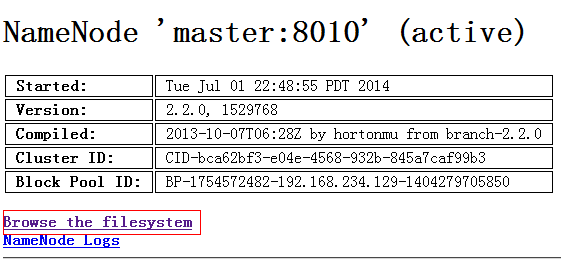 NameNode 'master:8010' (active)
Started: Tue Jul 01 22:48:55 PDT 2014
Version: 2.2.0, 1529768
Compiled: 2013-10-07T06:28Z by hortonmu from branch-2.2.0
Cluster ID: CID-bca62bf3-e04e-4568-932b-845a7caf99b3
Block Pool ID: BP-1754572482-192.168.234.129-1404279705850
Browse the filesystem
NameNode Logs